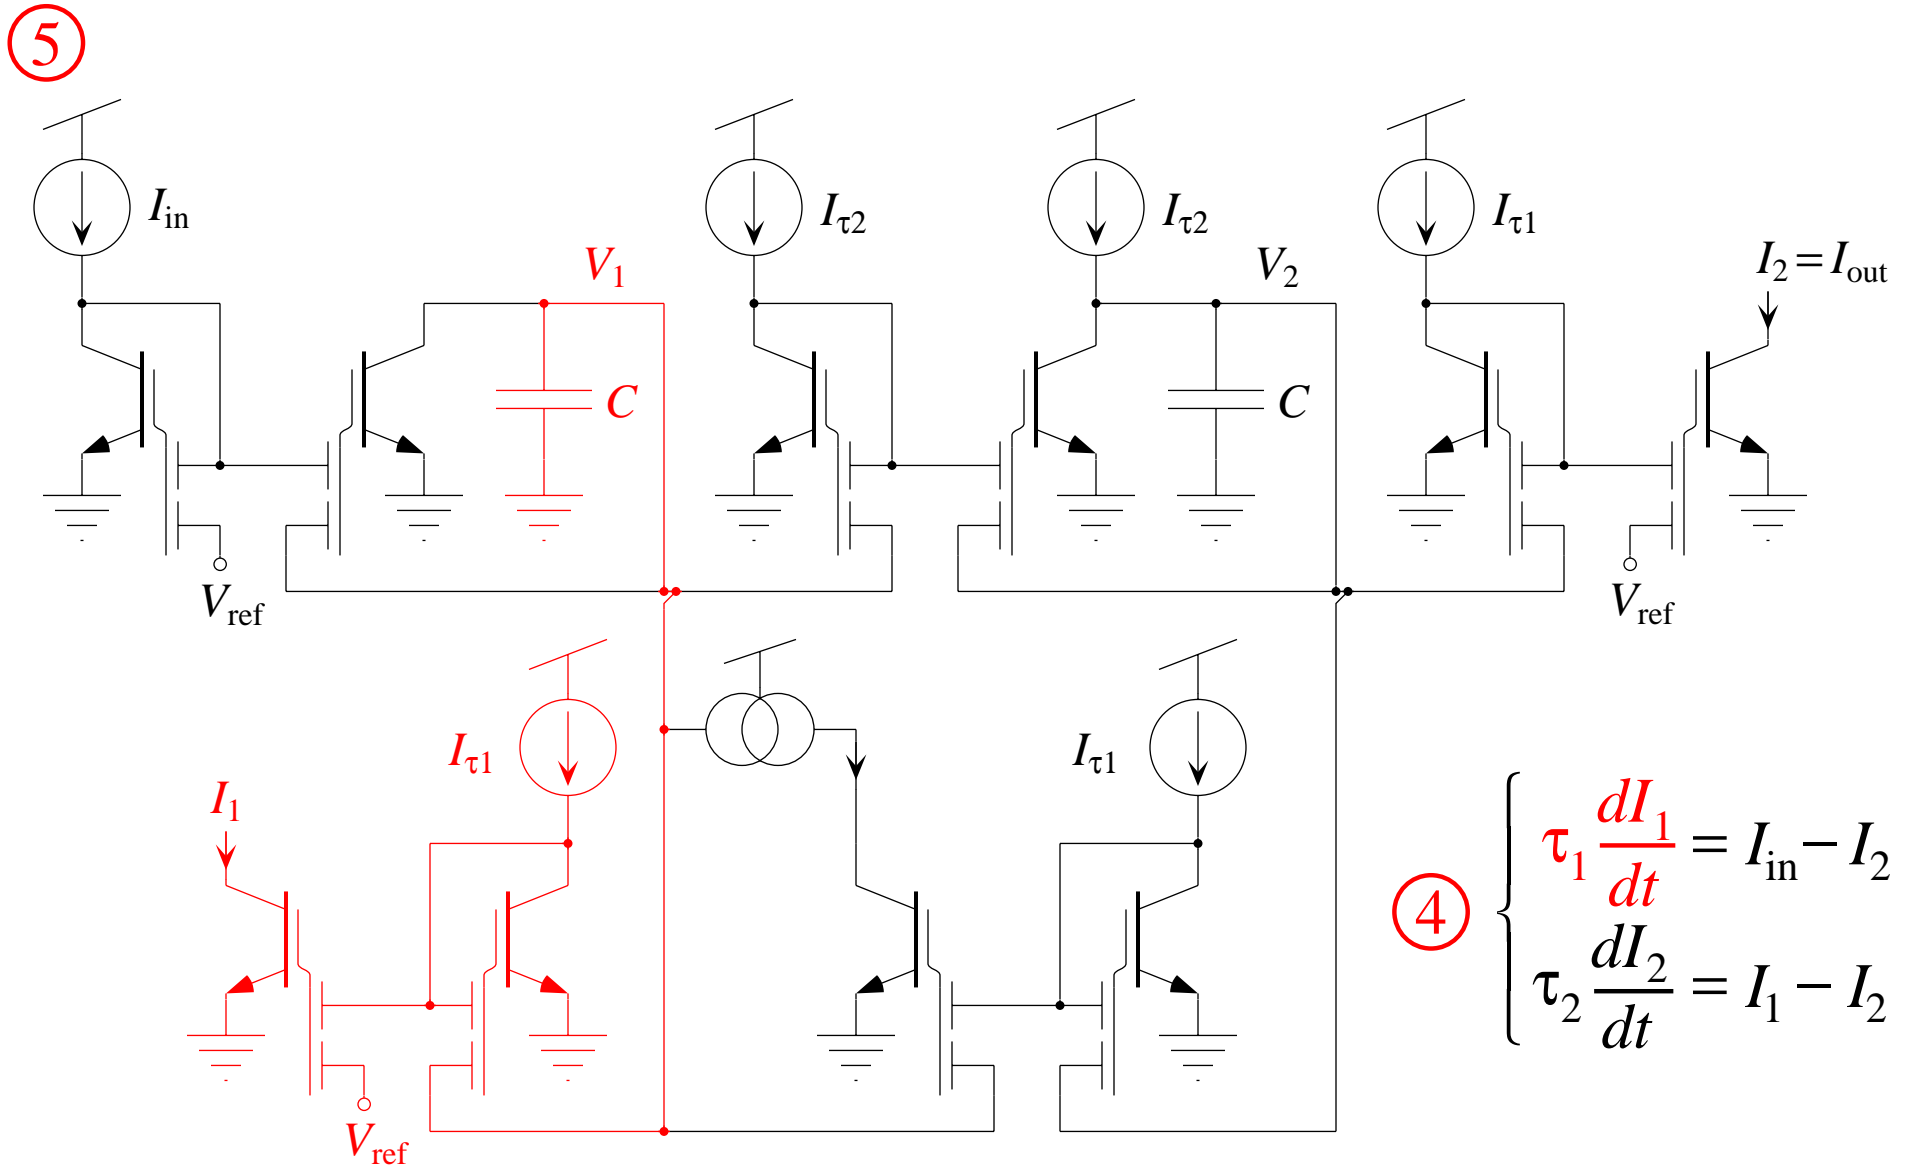 5
I_in
I_τ2
I_τ2
I_τ1
V_1
V_2
I_2 = I_out
C
C
V_ref
V_ref
I_τ1
I_τ1
I_1
V_ref
4
τ_1 dI_1/dt = I_in − I_2
τ_2 dI_2/dt = I_1 − I_2